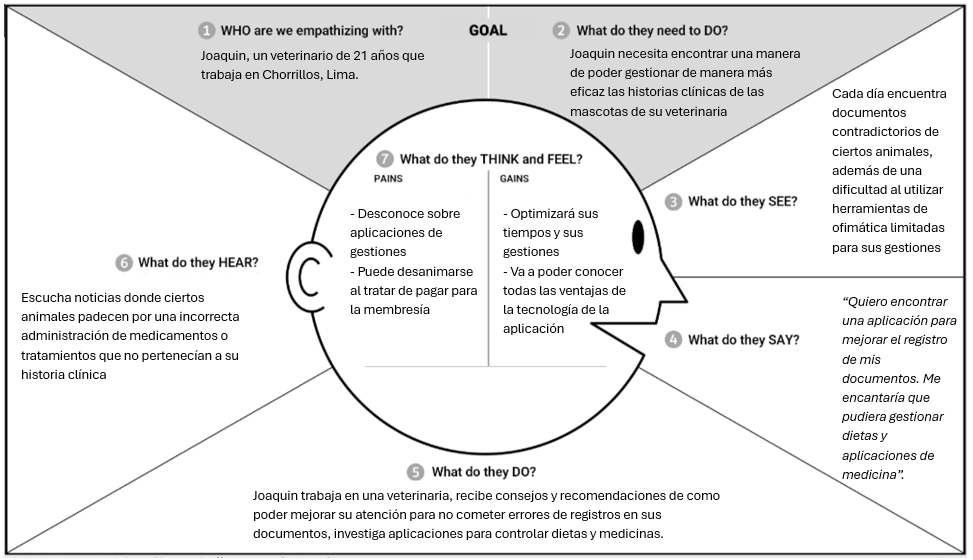 1 WHO are we empathizing with?
Joaquin, un veterinario de 21 años que
trabaja en Chorrillos, Lima.
GOAL
2 What do they need to DO?
Joaquin necesita encontrar una manera
de poder gestionar de manera más
eficaz las historias clínicas de las
mascotas de su veterinaria
3 What do they SEE?
Cada día encuentra
documentos
contradictorios de
ciertos animales,
además de una
dificultad al utilizar
herramientas de
ofimática limitadas
para sus gestiones
4 What do they SAY?
“Quiero encontrar
una aplicación para
mejorar el registro
de mis
documentos. Me
encantaría que
pudiera gestionar
dietas y
aplicaciones de
medicina”.
5 What do they DO?
Joaquin trabaja en una veterinaria, recibe consejos y recomendaciones de como
poder mejorar su atención para no cometer errores de registros en sus
documentos, investiga aplicaciones para controlar dietas y medicinas.
6 What do they HEAR?
Escucha noticias donde ciertos
animales padecen por una incorrecta
administración de medicamentos o
tratamientos que no pertenecían a su
historia clínica
7 What do they THINK and FEEL?
PAINS
- Desconoce sobre
aplicaciones de
gestiones
- Puede desanimarse
al tratar de pagar para
la membresía
GAINS
- Optimizará sus
tiempos y sus
gestiones
- Va a poder conocer
todas las ventajas de
la tecnología de la
aplicación